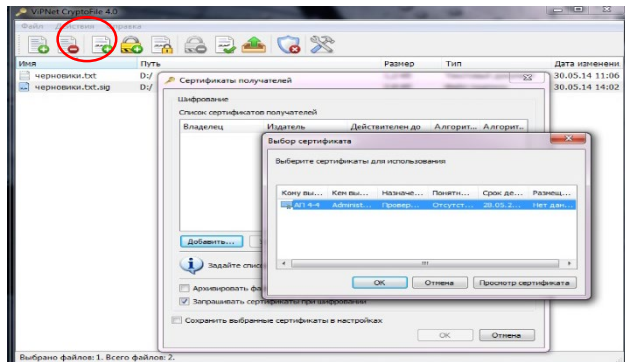 ViPNet CryptoFile 4.0
Файл Действия Справка
Имя Путь Размер Тип Дата изменени
черновики.txt D:/ 30.05.14 11:06
черновики.txt.sig D:/ 30.05.14 14:02
Сертификаты получателей
Шифрование
Список сертификатов получателей
Владелец Издатель Действителен до Алгорит... Алгорит...
Выбор сертификата
Выберите сертификаты для использования
Кому вы... Кем вы... Назначе... Поняти... Срок де... Размещ...
АП 4-4 Administ... Провер... Отсутст... 28.05.2... Нет дан...
Добавить...
Задайте спис
OK Отмена Просмотр сертификата
Архивировать фа
Запрашивать сертификаты при шифровании
Сохранить выбранные сертификаты в настройках
OK Отмена
Выбрано файлов: 1. Всего файлов: 2.